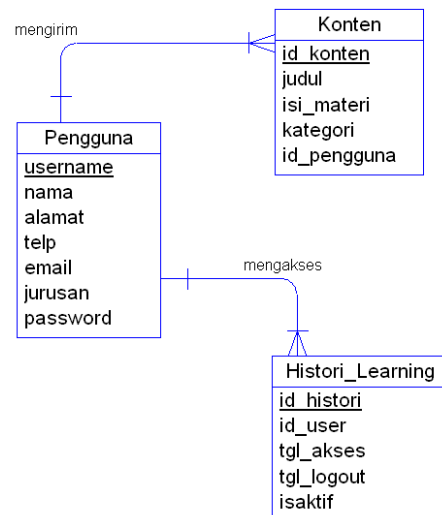 mengirim
Konten
id_konten
judul
isi_materi
kategori
id_pengguna
Pengguna
username
nama
alamat
telp
email
jurusan
password
mengakses
Histori_Learning
id_histori
id_user
tgl_akses
tgl_logout
isaktif